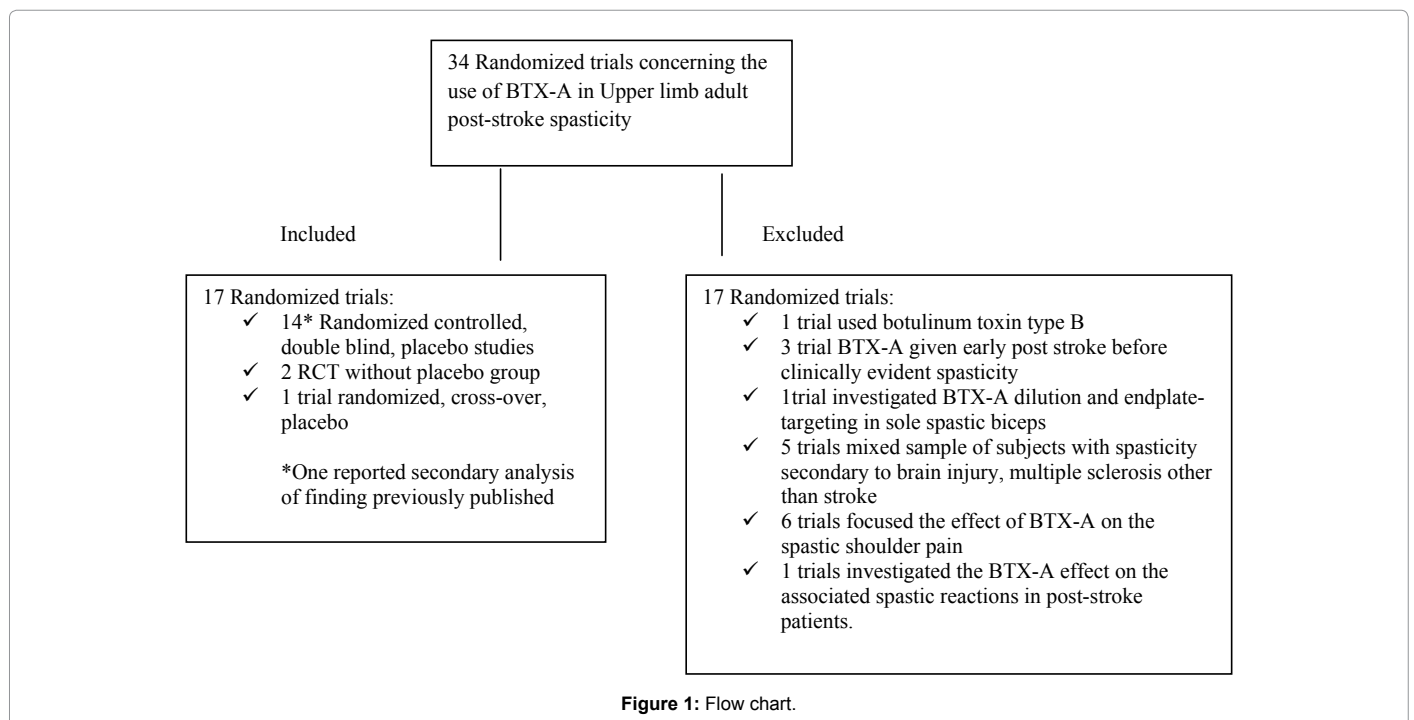 34 Randomized trials concerning the
use of BTX-A in Upper limb adult
post-stroke spasticity
Included
Excluded
17 Randomized trials:
✓ 14* Randomized controlled,
double blind, placebo studies
✓ 2 RCT without placebo group
✓ 1 trial randomized, cross-over,
placebo
*One reported secondary analysis
of finding previously published
17 Randomized trials:
✓ 1 trial used botulinum toxin type B
✓ 3 trial BTX-A given early post stroke before
clinically evident spasticity
✓ 1trial investigated BTX-A dilution and endplate-
targeting in sole spastic biceps
✓ 5 trials mixed sample of subjects with spasticity
secondary to brain injury, multiple sclerosis other
than stroke
✓ 6 trials focused the effect of BTX-A on the
spastic shoulder pain
✓ 1 trials investigated the BTX-A effect on the
associated spastic reactions in post-stroke
patients.
Figure 1: Flow chart.